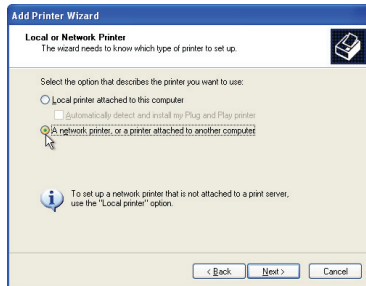 Add Printer Wizard
Local or Network Printer
The wizard needs to know which type of printer to set up.
Select the option that describes the printer you want to use:
Local printer attached to this computer
Automatically detect and install my Plug and Play printer
A network printer, or a printer attached to another computer
To set up a network printer that is not attached to a print server,
use the "Local printer" option.
< Back Next > Cancel